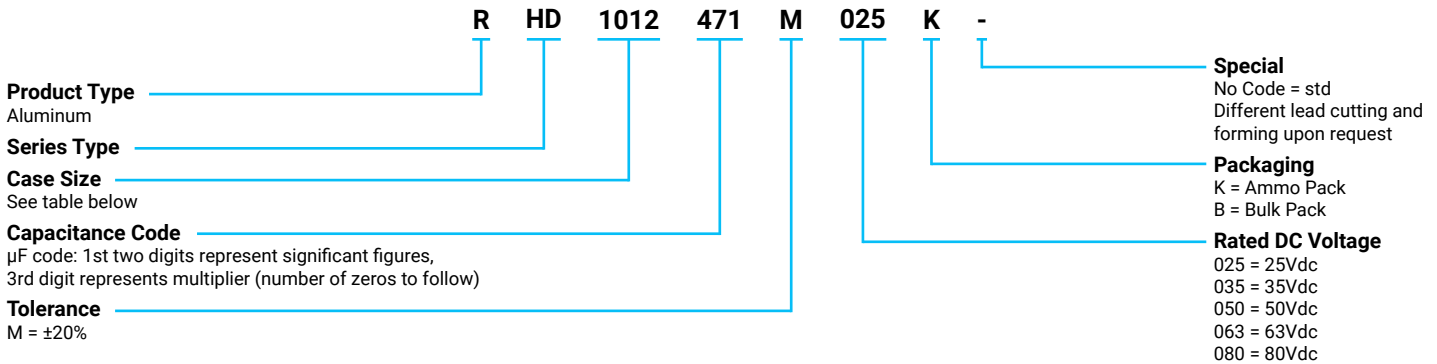 R HD 1012 471 M 025 K -
Product Type
Aluminum
Series Type
Case Size
See table below
Capacitance Code
µF code: 1st two digits represent significant figures,
3rd digit represents multiplier (number of zeros to follow)
Tolerance
M = ±20%
Special
No Code = std
Different lead cutting and
forming upon request
Packaging
K = Ammo Pack
B = Bulk Pack
Rated DC Voltage
025 = 25Vdc
035 = 35Vdc
050 = 50Vdc
063 = 63Vdc
080 = 80Vdc